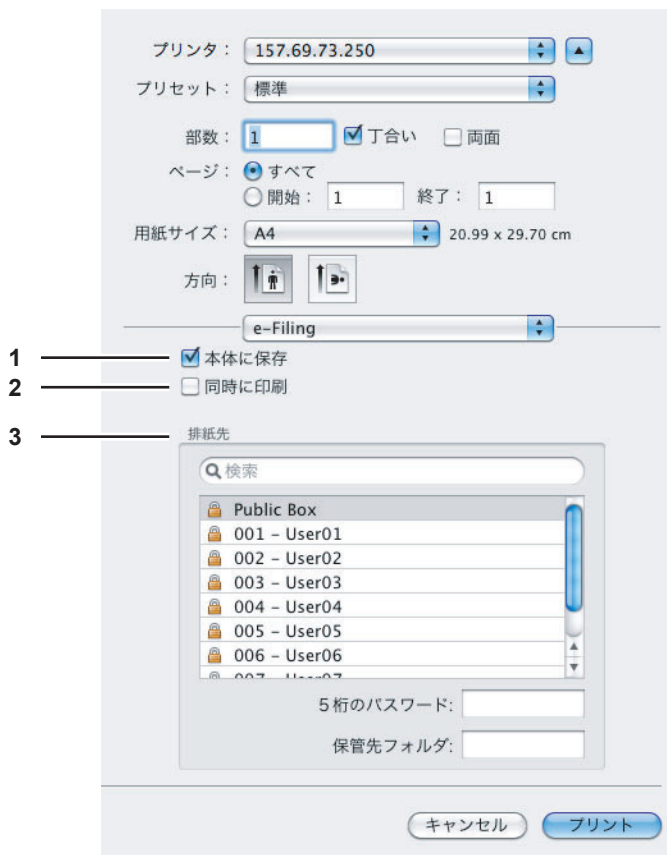 プリンタ： 157.69.73.250
プリセット： 標準
部数： 1 丁合い 両面
ページ： すべて
開始： 1 終了： 1
用紙サイズ： A4 20.99 x 29.70 cm
方向：
e-Filing
1 本体に保存
2 同時に印刷
3 排紙先
検索
Public Box
001 – User01
002 – User02
003 – User03
004 – User04
005 – User05
006 – User06
5桁のパスワード:
保管先フォルダ:
キャンセル プリント